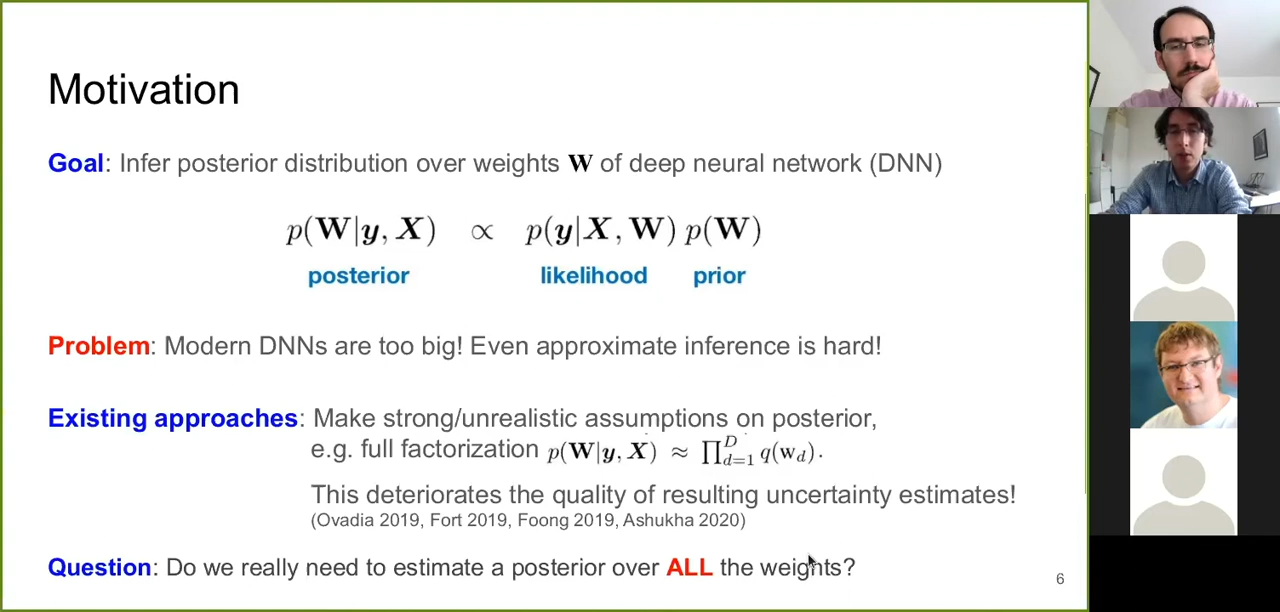 Motivation
Goal: Infer posterior distribution over weights W of deep neural network (DNN)
p(W|y, X) ∝ p(y|X, W) p(W)
posterior likelihood prior
Problem: Modern DNNs are too big! Even approximate inference is hard!
Existing approaches: Make strong/unrealistic assumptions on posterior,
e.g. full factorization p(W|y, X) ≈ ∏_{d=1}^{D} q(w_d).
This deteriorates the quality of resulting uncertainty estimates!
(Ovadia 2019, Fort 2019, Foong 2019, Ashukha 2020)
Question: Do we really need to estimate a posterior over ALL the weights?
6